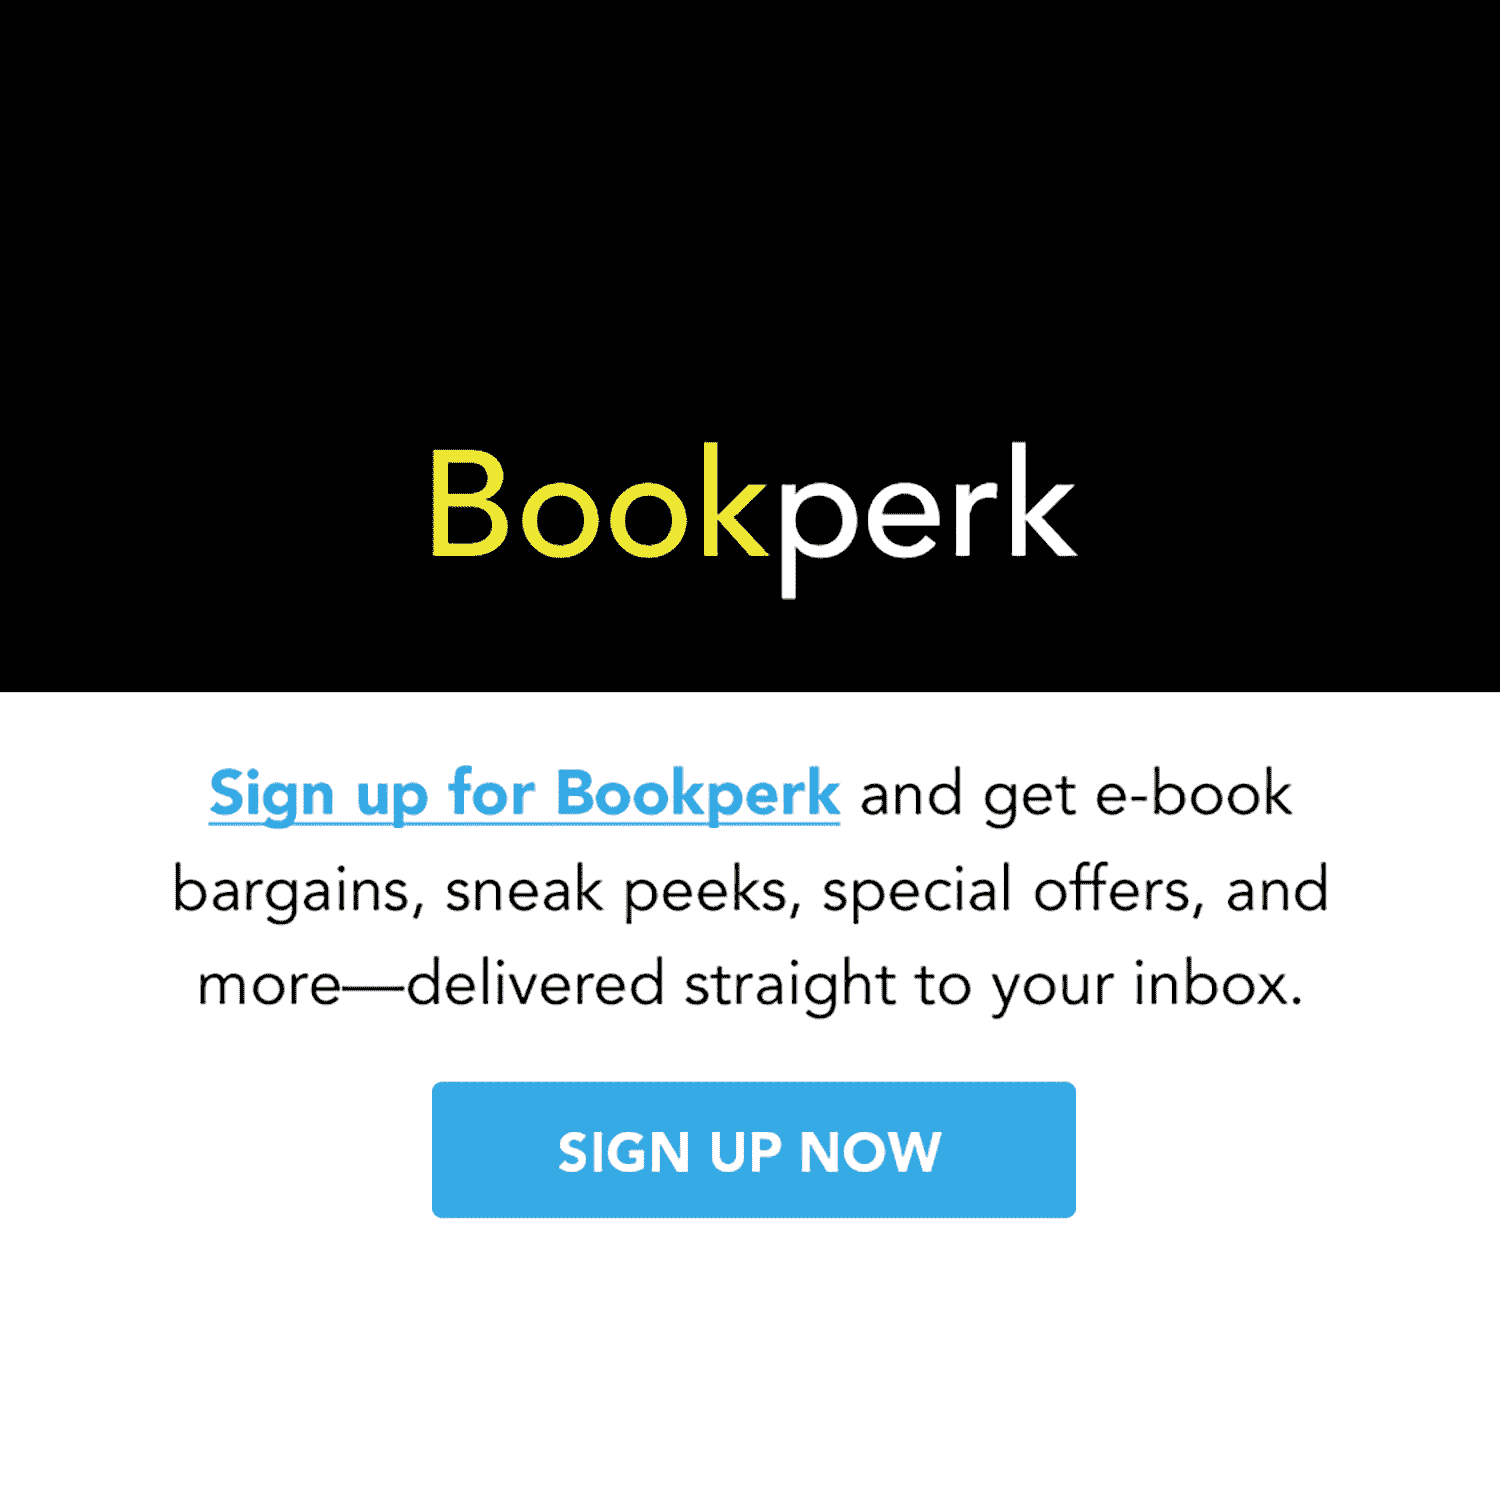 Bookperk
Sign up for Bookperk and get e-book
bargains, sneak peeks, special offers, and
more—delivered straight to your inbox.
SIGN UP NOW